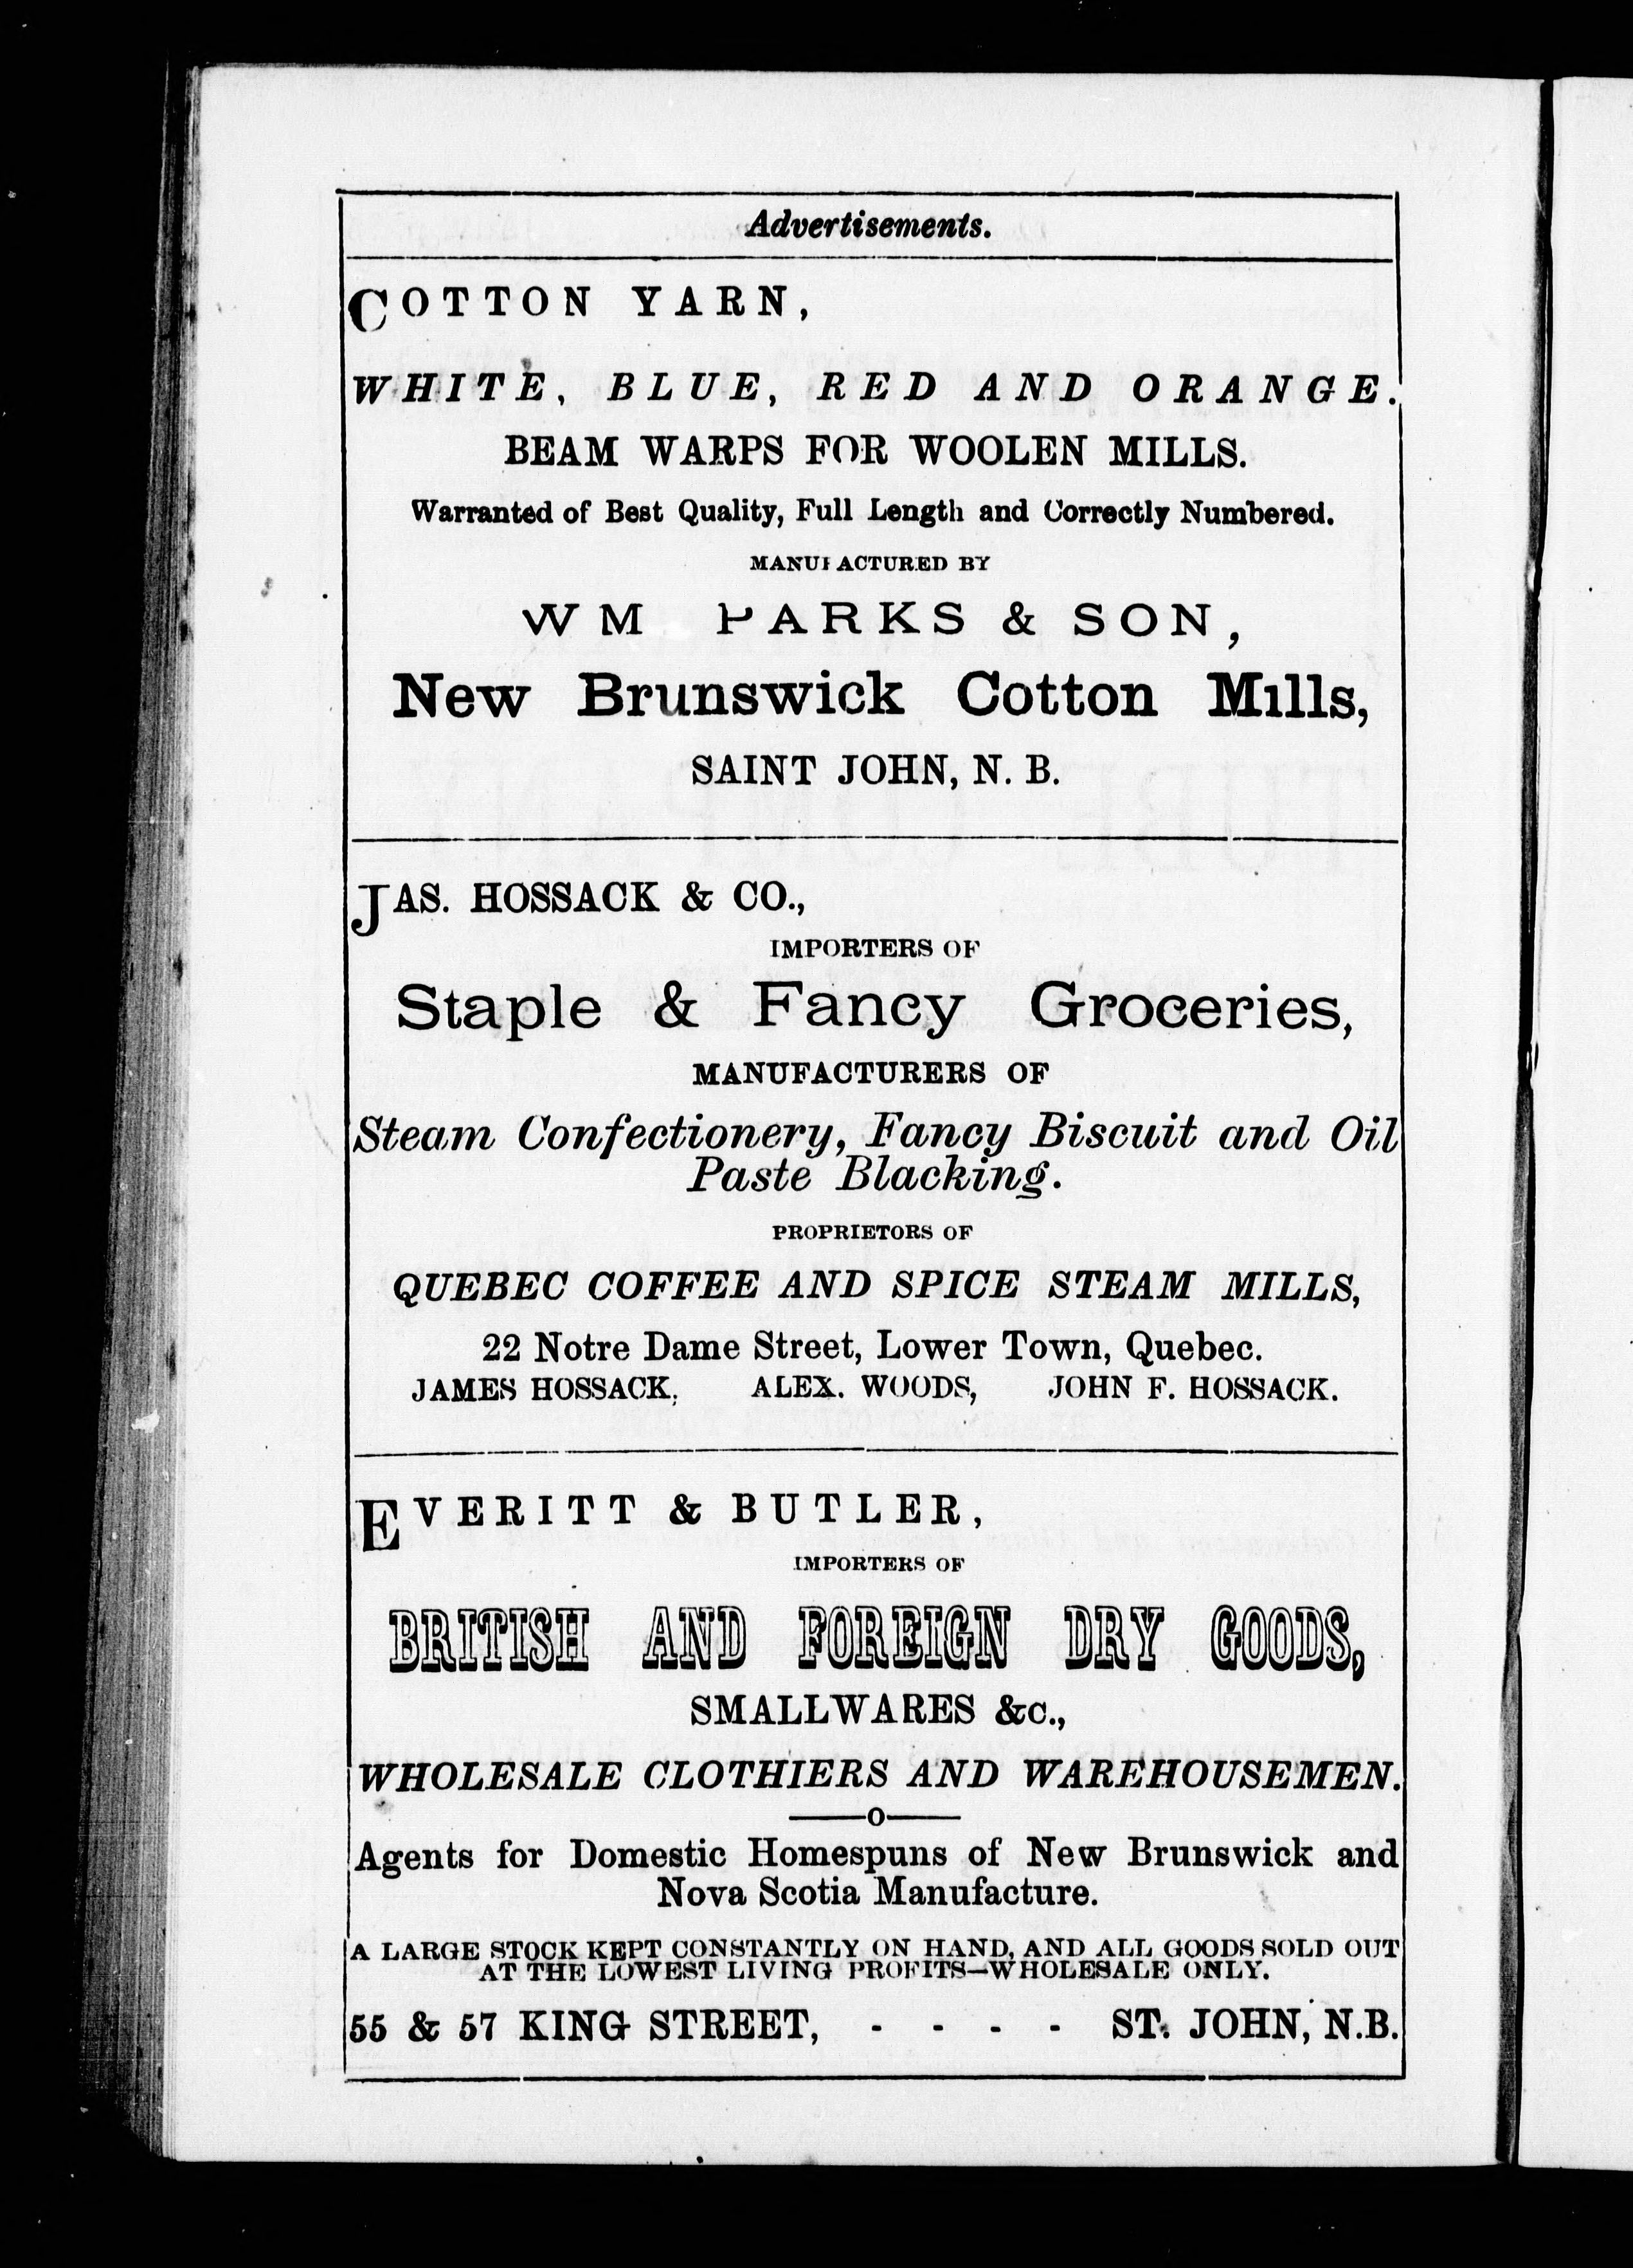 Advertisements.
COTTON YARN,
WHITE, BLUE, RED AND ORANGE.
BEAM WARPS FOR WOOLEN MILLS.
Warranted of Best Quality, Full Length and Correctly Numbered.
MANUFACTURED BY
WM PARKS & SON,
New Brunswick Cotton Mills,
SAINT JOHN, N. B.
JAS. HOSSACK & CO.,
IMPORTERS OF
Staple & Fancy Groceries,
MANUFACTURERS OF
Steam Confectionery, Fancy Biscuit and Oil
Paste Blacking.
PROPRIETORS OF
QUEBEC COFFEE AND SPICE STEAM MILLS,
22 Notre Dame Street, Lower Town, Quebec.
JAMES HOSSACK, ALEX. WOODS, JOHN F. HOSSACK.
EVERITT & BUTLER,
IMPORTERS OF
BRITISH AND FOREIGN DRY GOODS,
SMALLWARES &c.,
WHOLESALE CLOTHIERS AND WAREHOUSEMEN.
——o——
Agents for Domestic Homespuns of New Brunswick and
Nova Scotia Manufacture.
A LARGE STOCK KEPT CONSTANTLY ON HAND, AND ALL GOODS SOLD OUT
AT THE LOWEST LIVING PROFITS—WHOLESALE ONLY.
55 & 57 KING STREET, - - - - ST. JOHN, N.B.